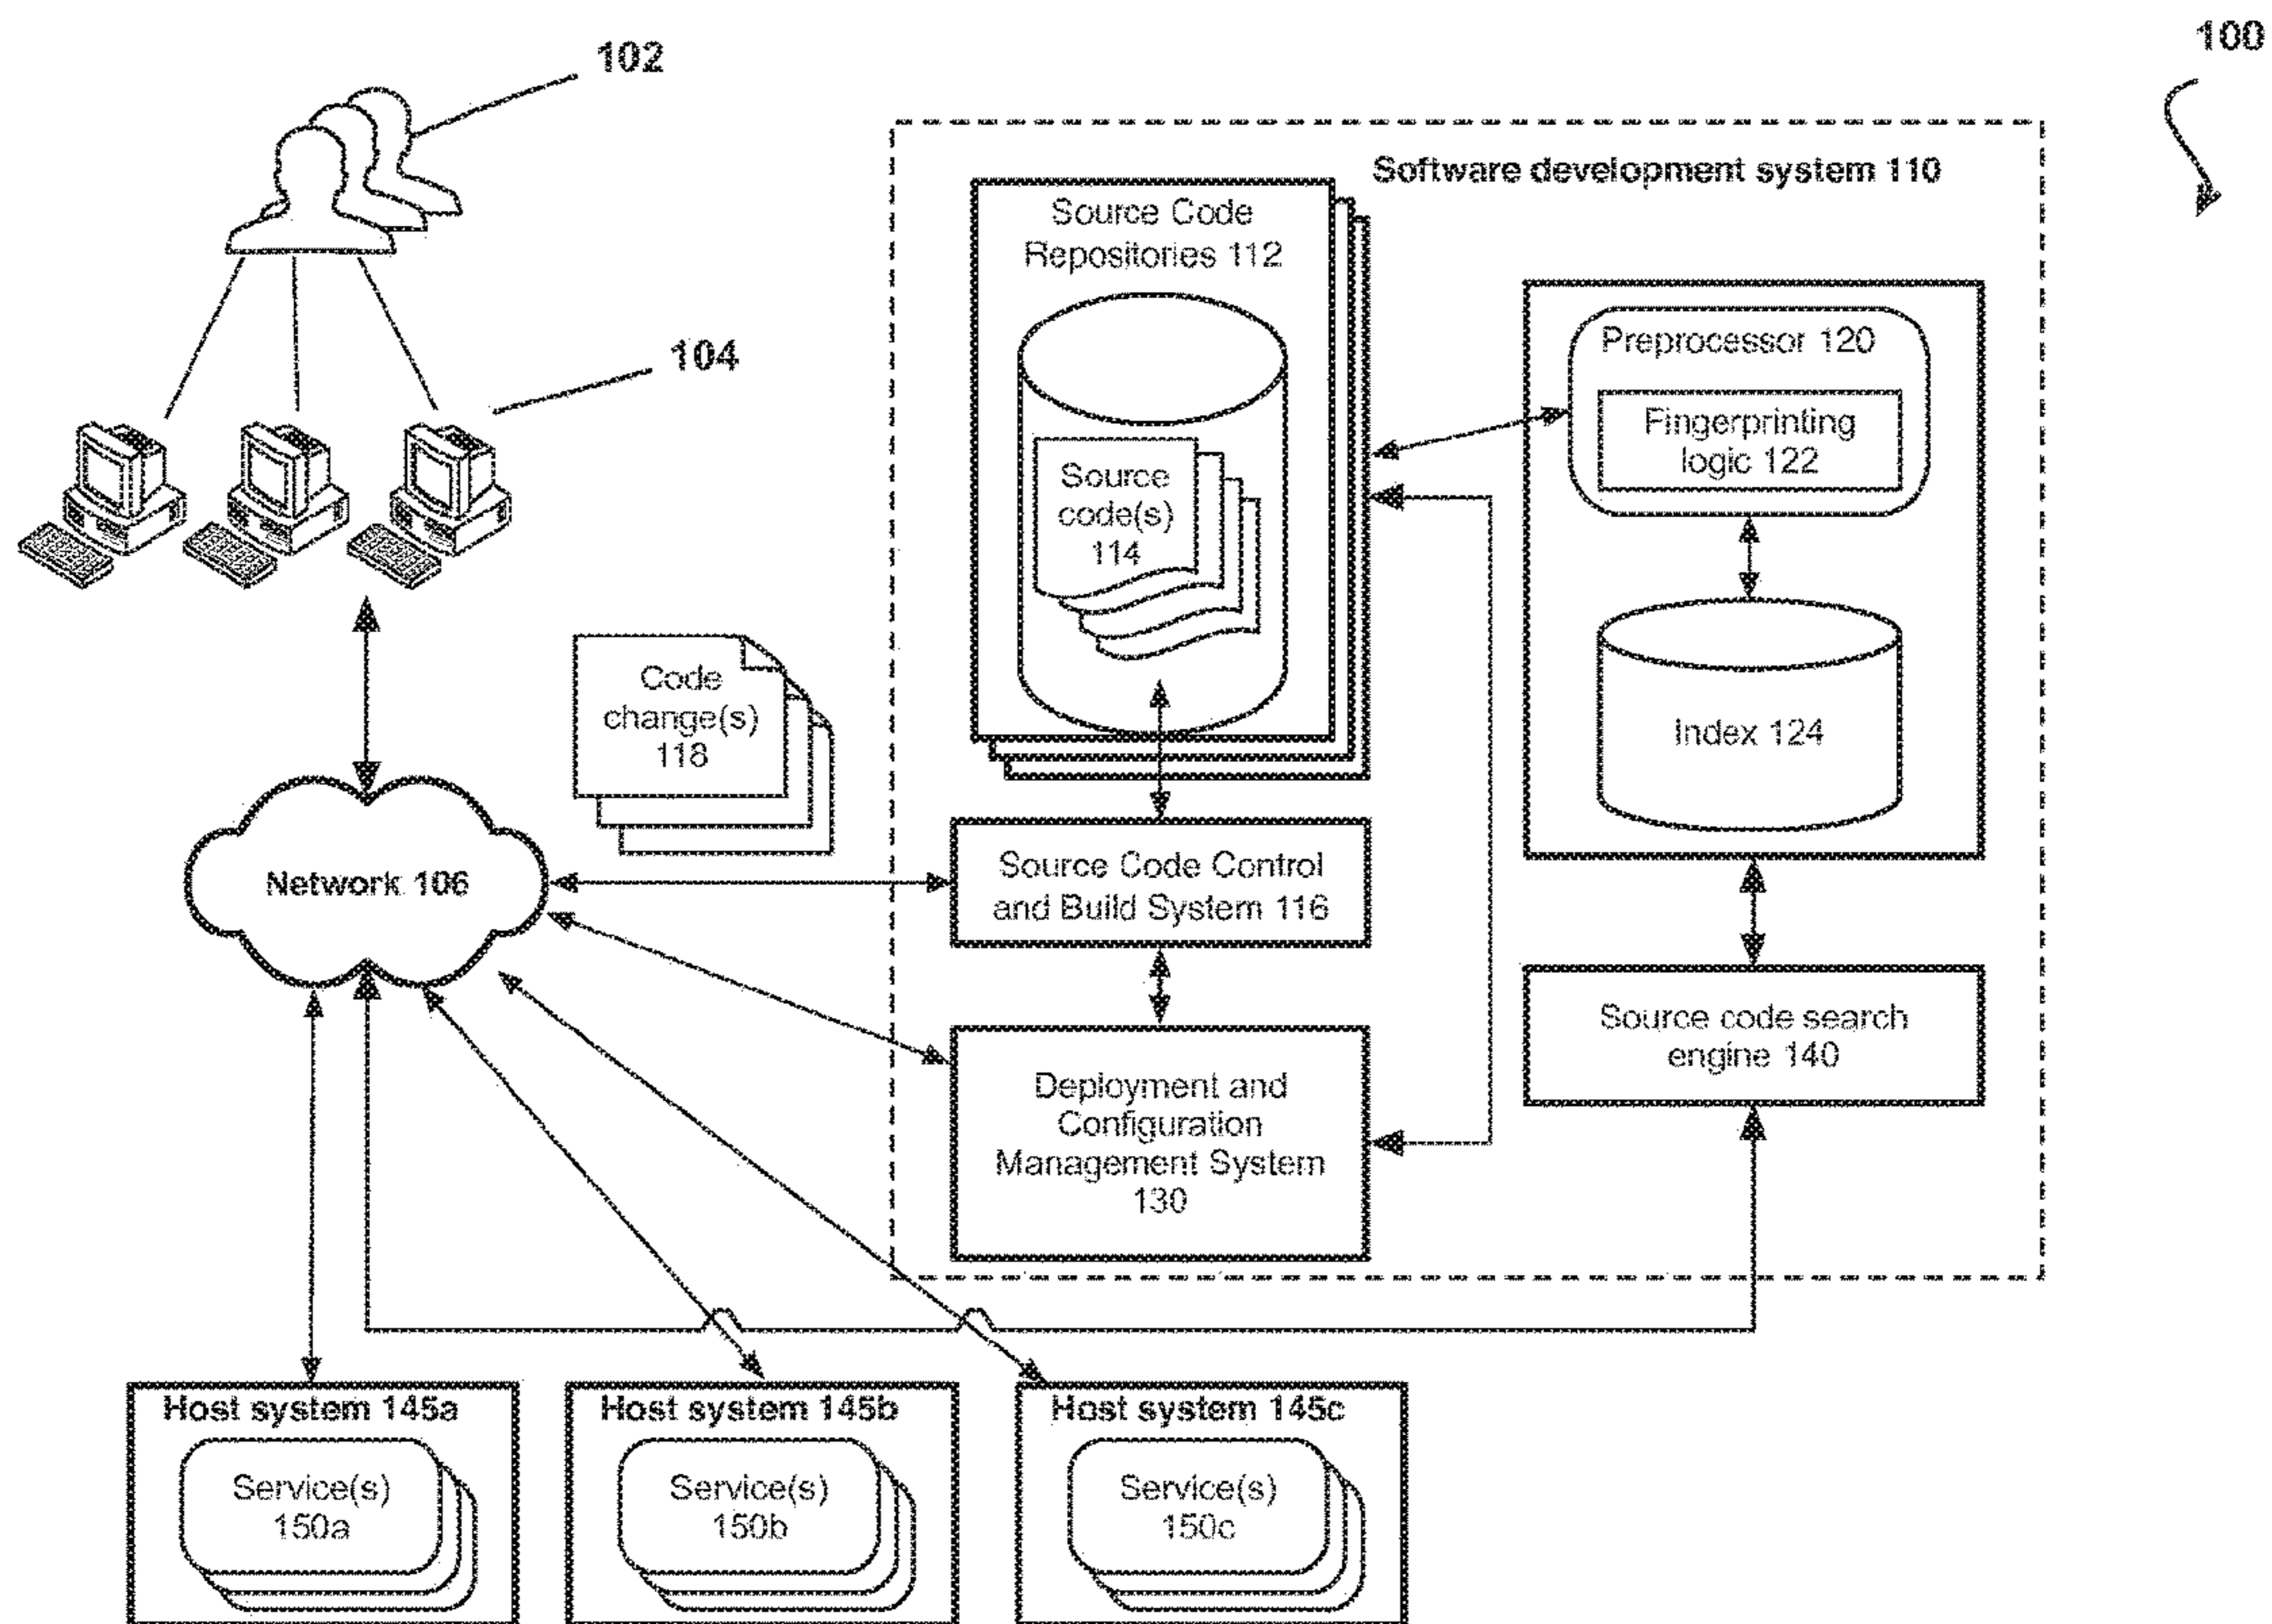 100
102
104
Software development system 110
Source Code
Repositories 112
Source
code(s)
114
Preprocessor 120
Fingerprinting
logic 122
Index 124
Code
change(s)
118
Network 106
Source Code Control
and Build System 116
Deployment and
Configuration
Management System
130
Source code search
engine 140
Host system 145a
Service(s)
150a
Host system 145b
Service(s)
150b
Host system 145c
Service(s)
150c